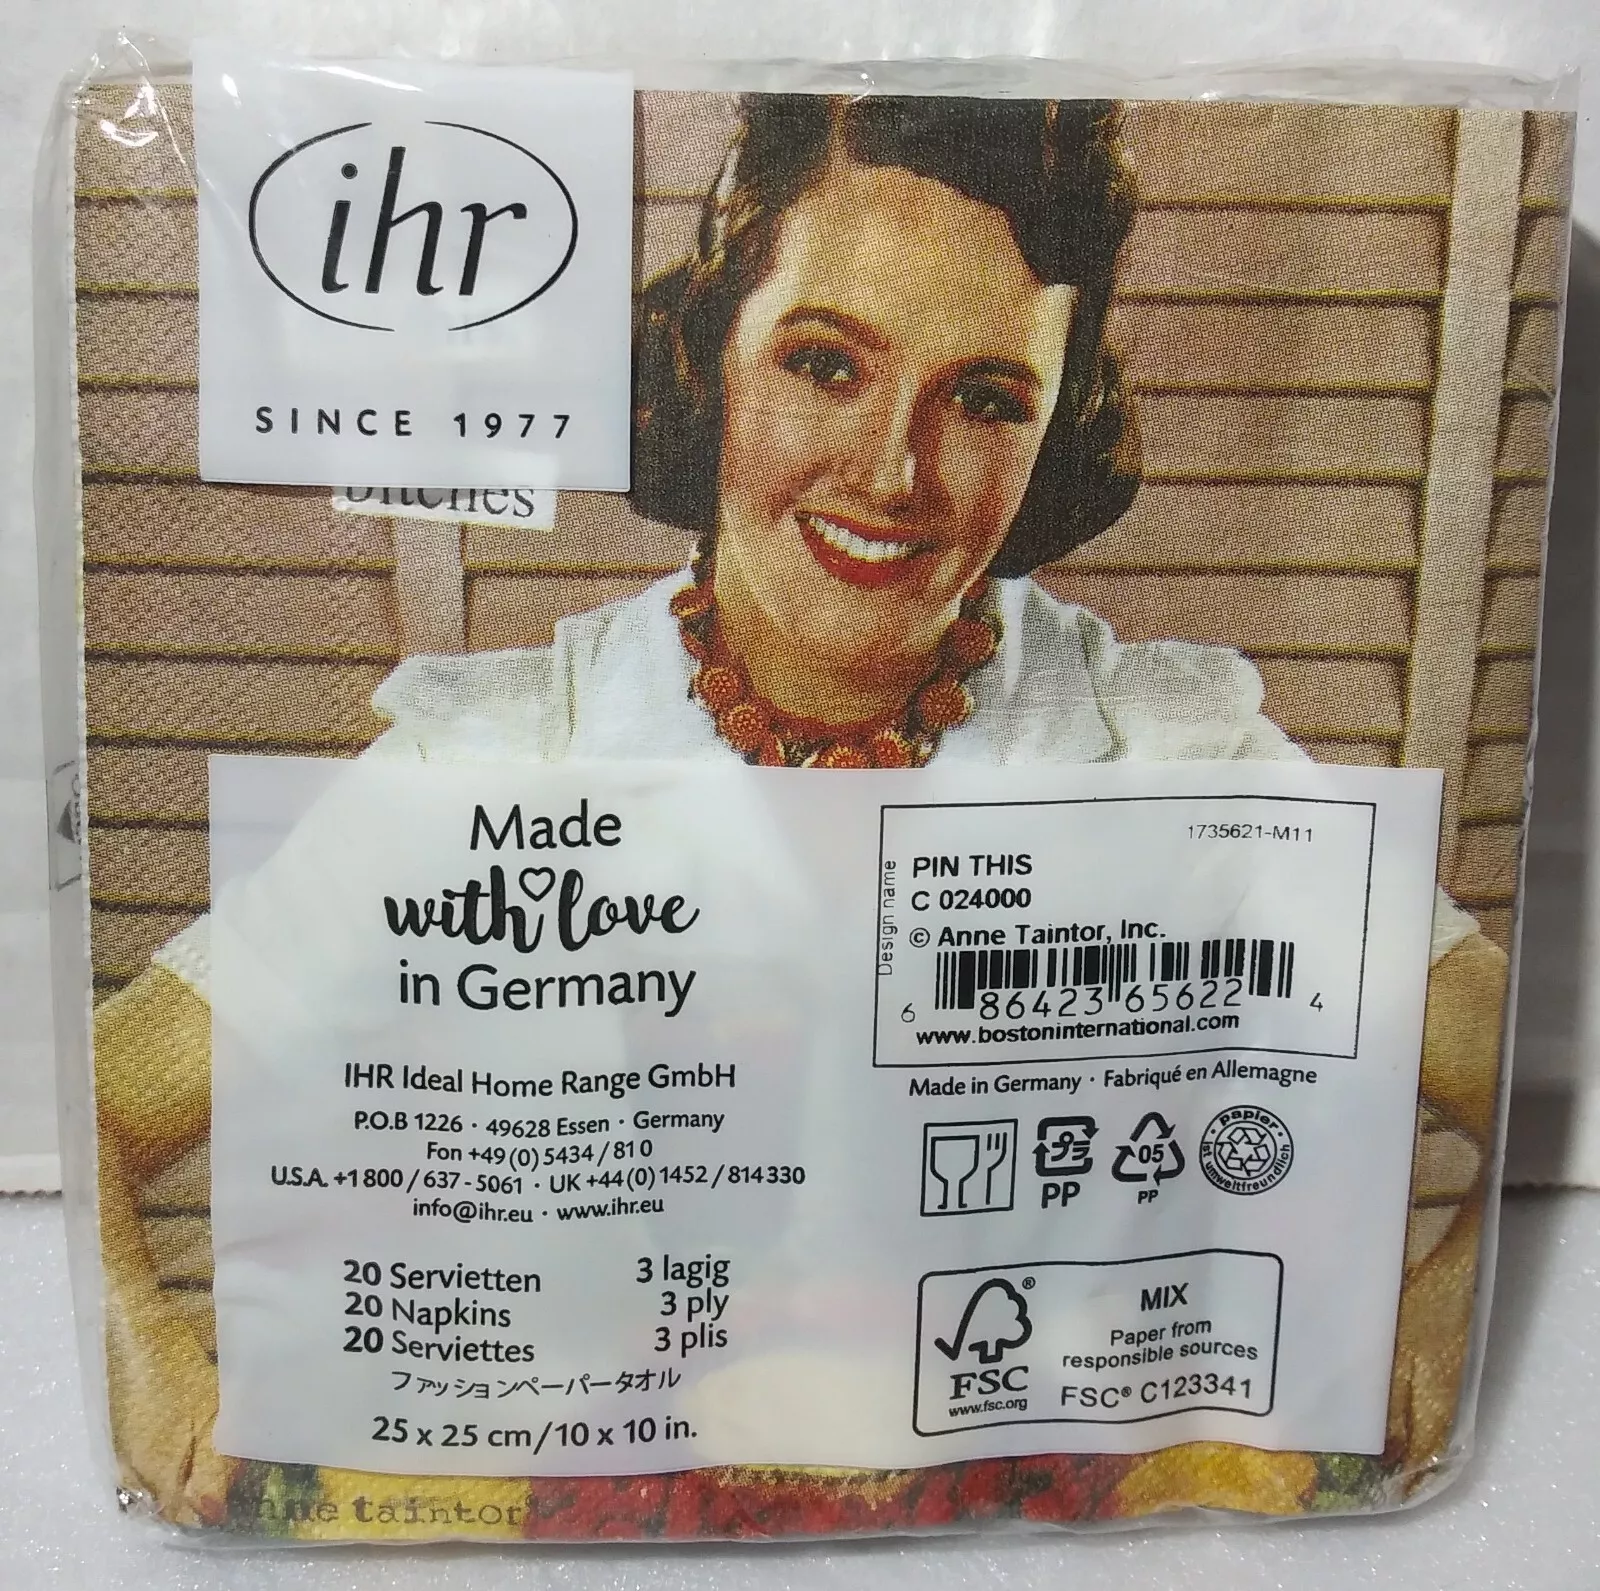 ihr
SINCE 1977
bitches
Made
with love
in Germany
IHR Ideal Home Range GmbH
P.O.B 1226 · 49628 Essen · Germany
Fon +49 (0) 5434 / 81 0
U.S.A. +1 800 / 637 - 5061 · UK +44 (0) 1452 / 814 330
info@ihr.eu · www.ihr.eu
20 Servietten 3 lagig
20 Napkins 3 ply
20 Serviettes 3 plis
ファッションペーパータオル
25 x 25 cm/10 x 10 in.
Design name
1735621-M11
PIN THIS
C 024000
© Anne Taintor, Inc.
6 86423 65622 4
www.bostoninternational.com
Made in Germany · Fabriqué en Allemagne
PP
05
PP
papier · ist umweltfreundlich ·
FSC®
www.fsc.org
MIX
Paper from
responsible sources
FSC® C123341
anne taintor